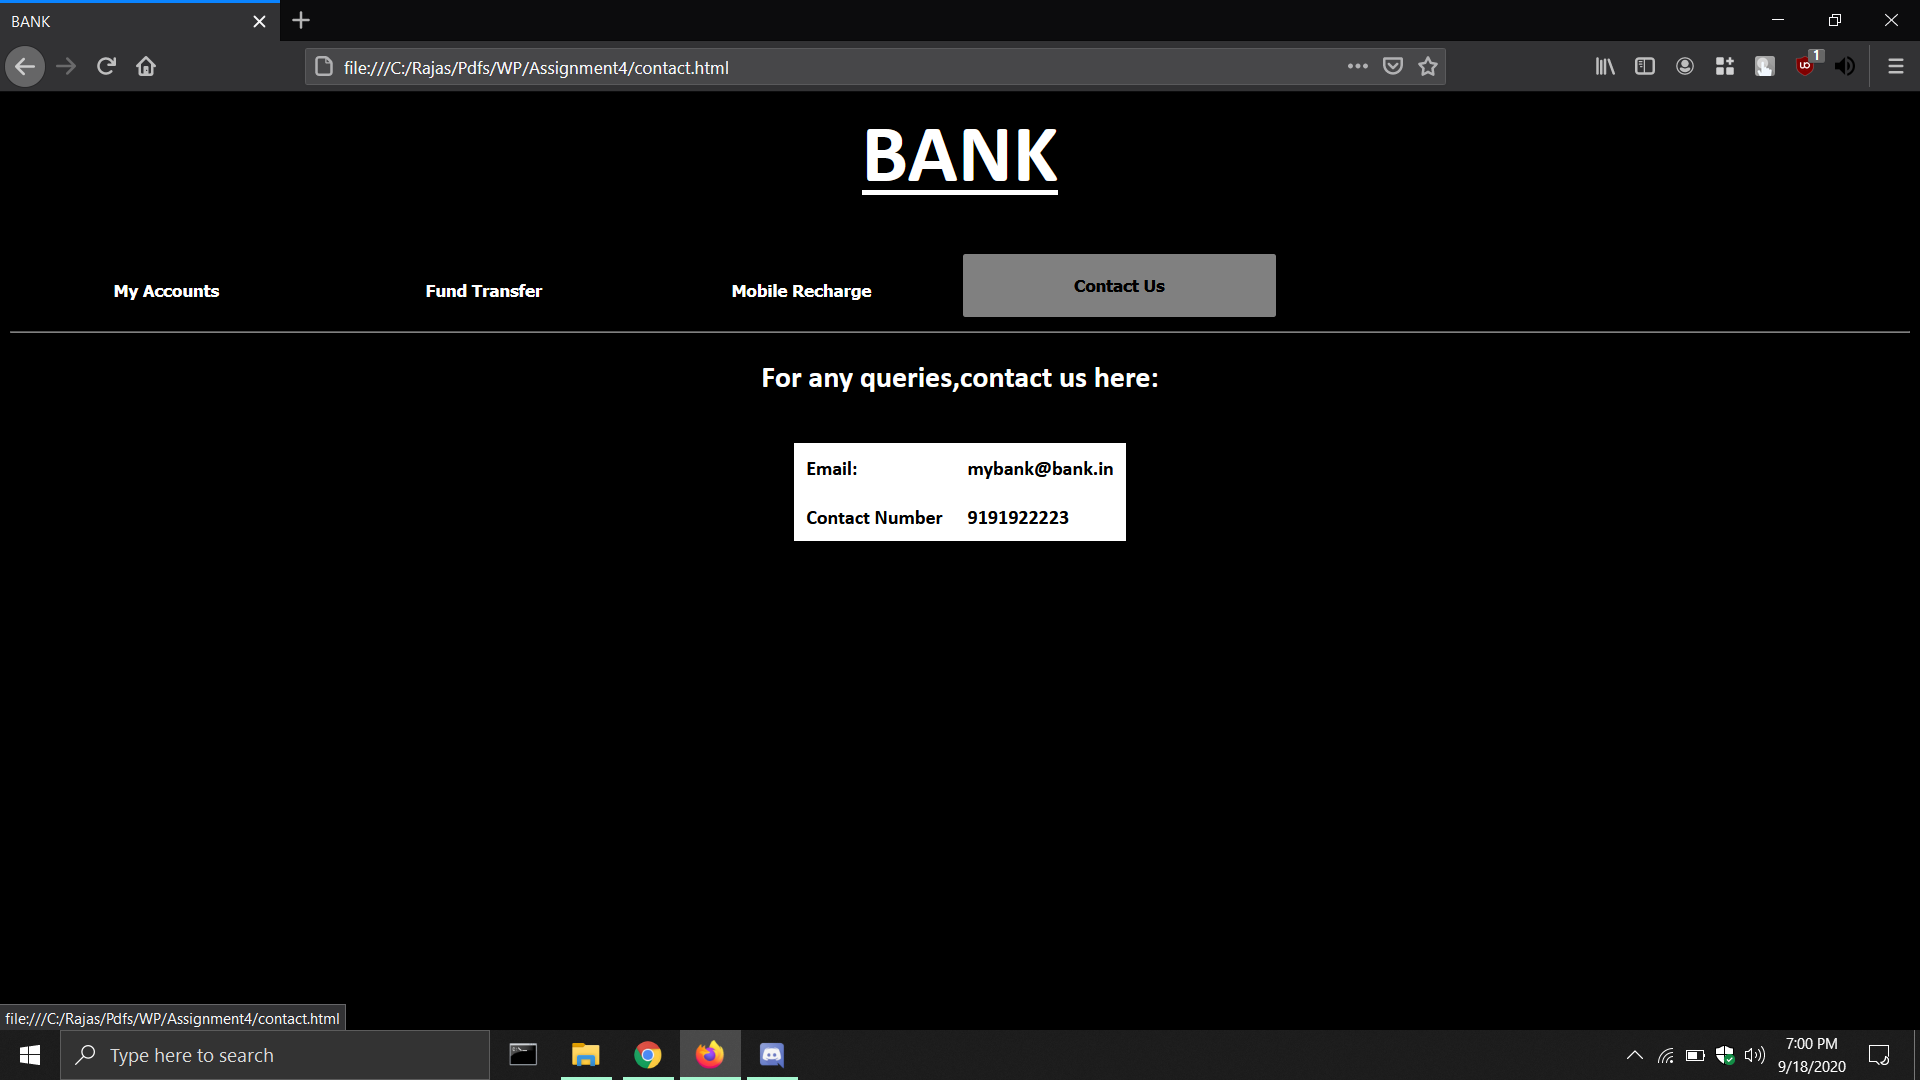 BANK
file:///C:/Rajas/Pdfs/WP/Assignment4/contact.html
1
BANK
My Accounts Fund Transfer Mobile Recharge Contact Us
For any queries,contact us here:
Email: mybank@bank.in
Contact Number 9191922223
file:///C:/Rajas/Pdfs/WP/Assignment4/contact.html
Type here to search
7:00 PM
9/18/2020